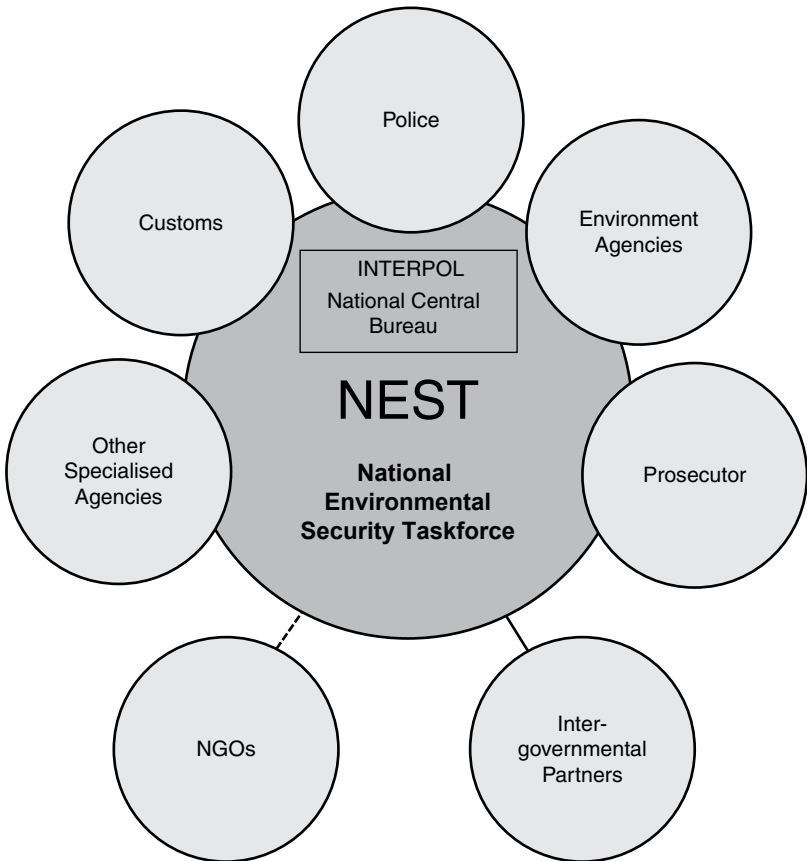 Police
Customs
Environment
Agencies
INTERPOL
National Central
Bureau
NEST
National
Environmental
Security Taskforce
Other
Specialised
Agencies
Prosecutor
NGOs
Inter-
governmental
Partners